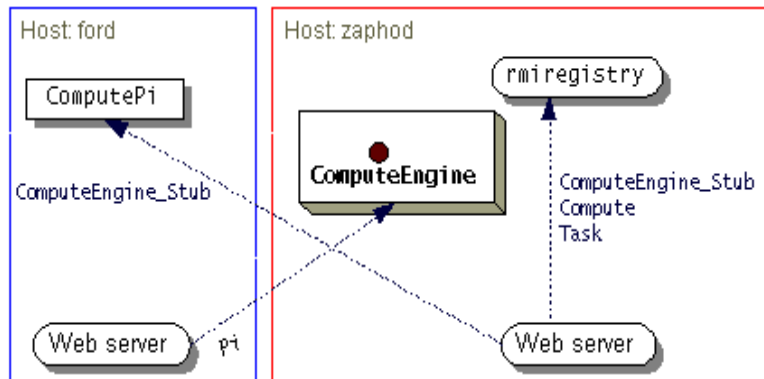 Host: ford
Host: zaphod
ComputePi
rmiregistry
ComputeEngine
ComputeEngine_Stub
ComputeEngine_Stub
Compute
Task
Web server
pi
Web server